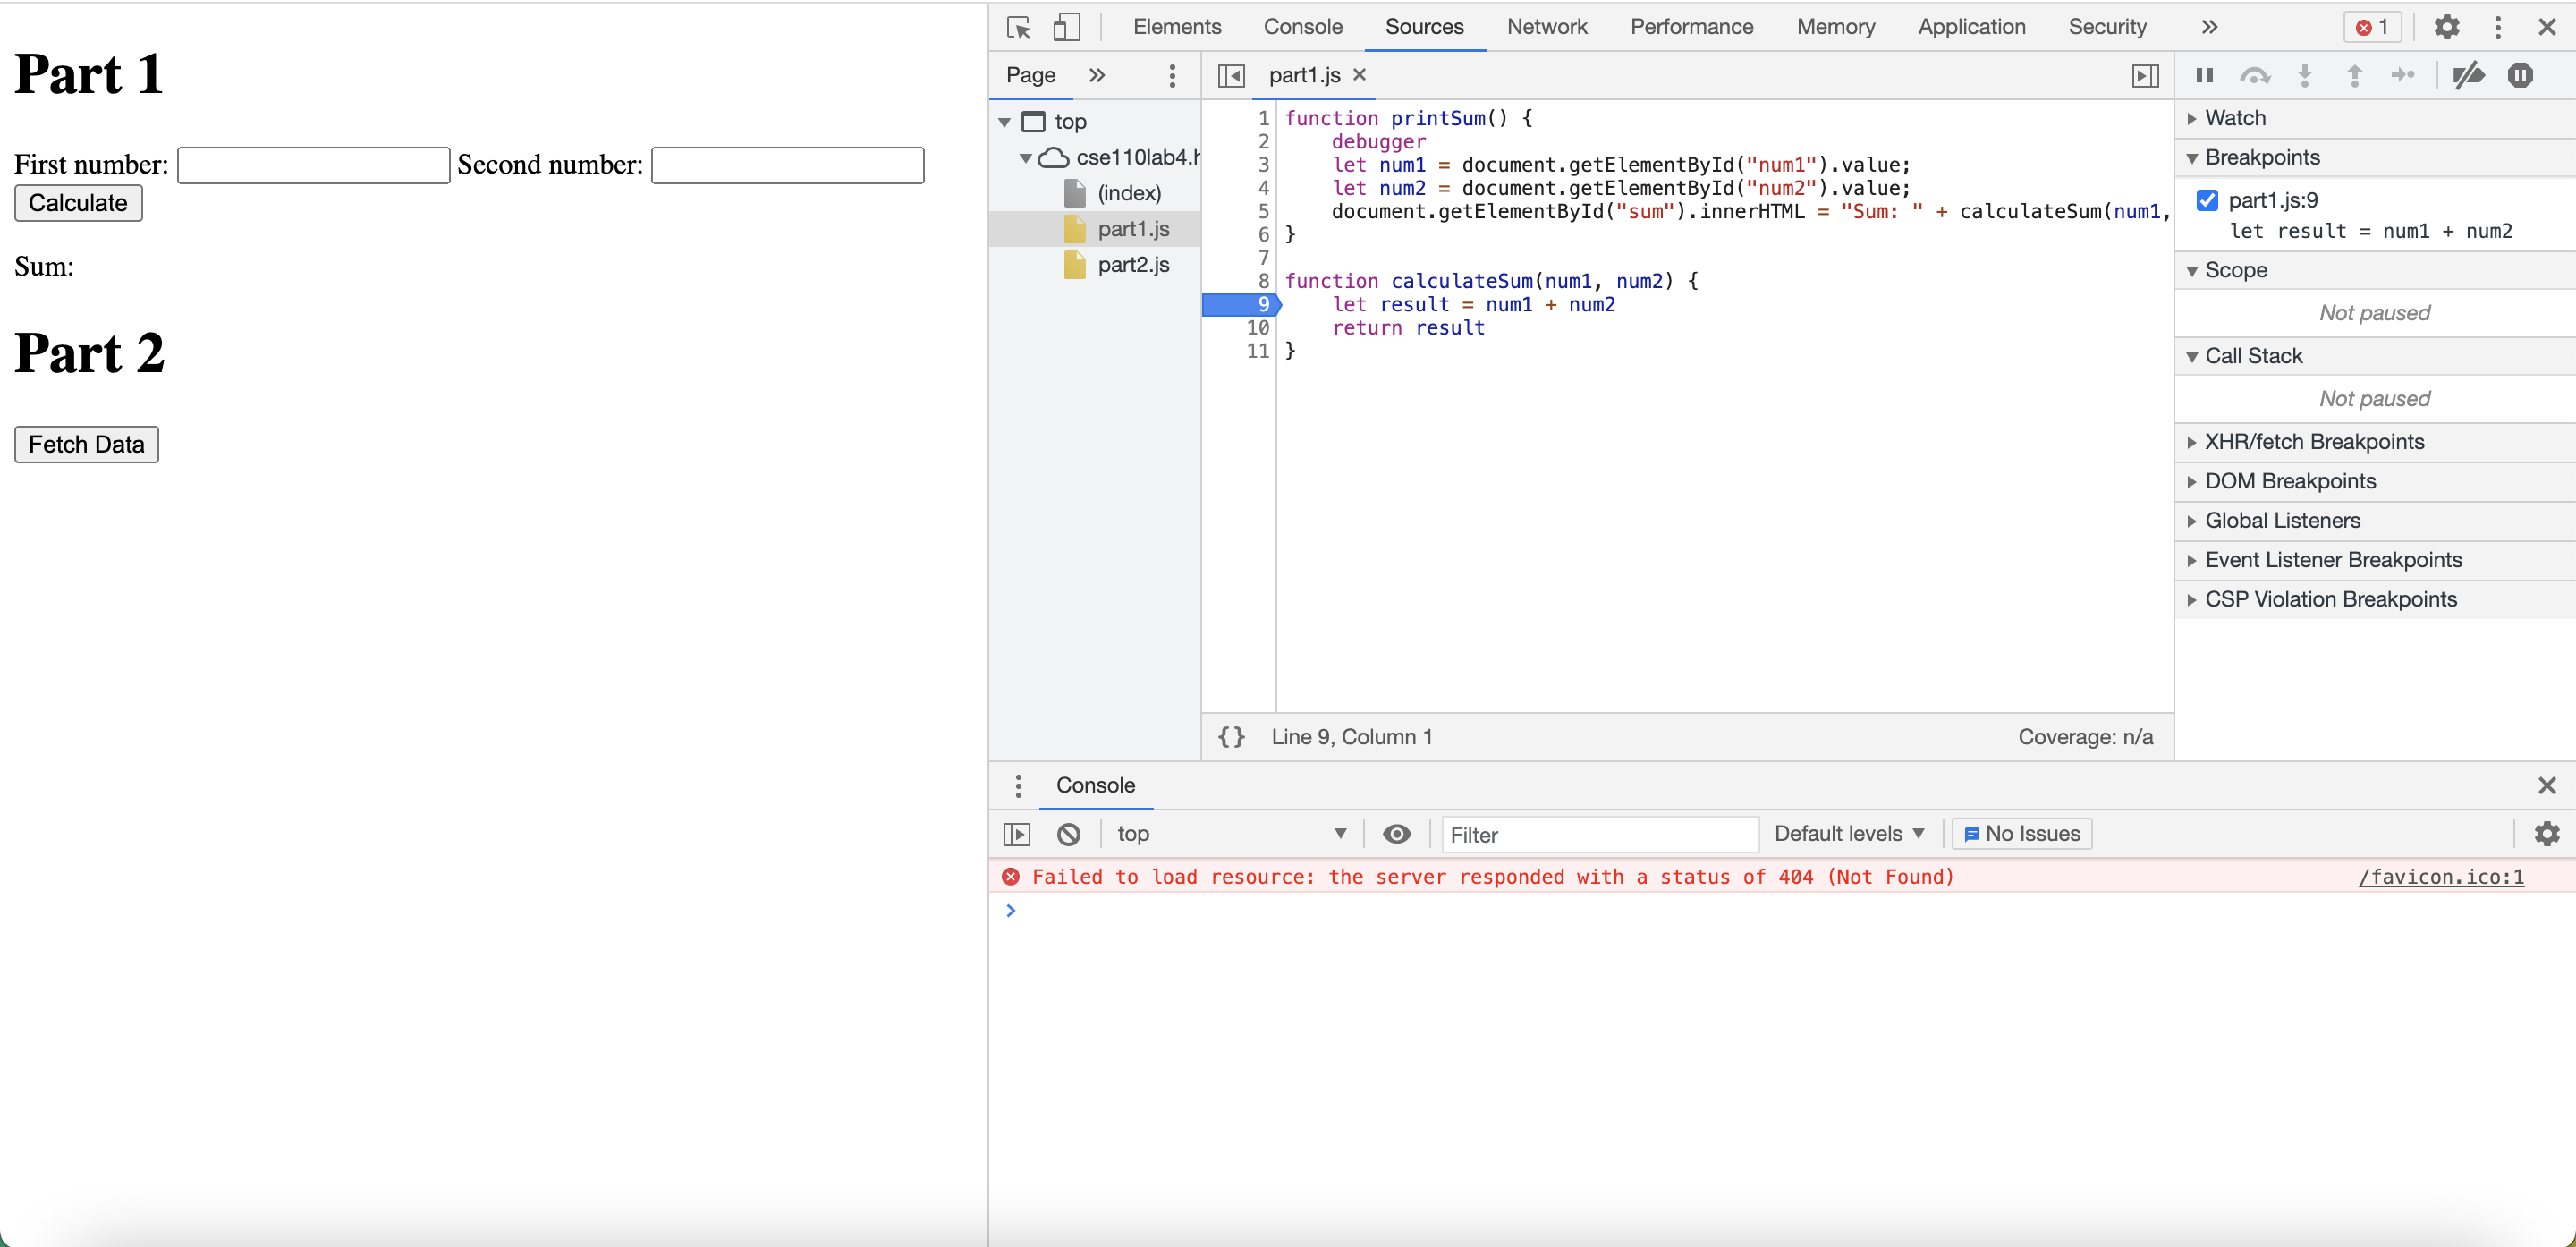 Part 1
First number: Second number:
Calculate
Sum:
Part 2
Fetch Data
Elements Console Sources Network Performance Memory Application Security » 1
Page » part1.js ×
top
cse110lab4.h
(index)
part1.js
part2.js
1 function printSum() {
2 debugger
3 let num1 = document.getElementById("num1").value;
4 let num2 = document.getElementById("num2").value;
5 document.getElementById("sum").innerHTML = "Sum: " + calculateSum(num1,
6 }
7
8 function calculateSum(num1, num2) {
9 let result = num1 + num2
10 return result
11 }
{} Line 9, Column 1 Coverage: n/a
Watch
Breakpoints
part1.js:9
let result = num1 + num2
Scope
Not paused
Call Stack
Not paused
XHR/fetch Breakpoints
DOM Breakpoints
Global Listeners
Event Listener Breakpoints
CSP Violation Breakpoints
Console
top Filter Default levels No Issues
Failed to load resource: the server responded with a status of 404 (Not Found) /favicon.ico:1
>